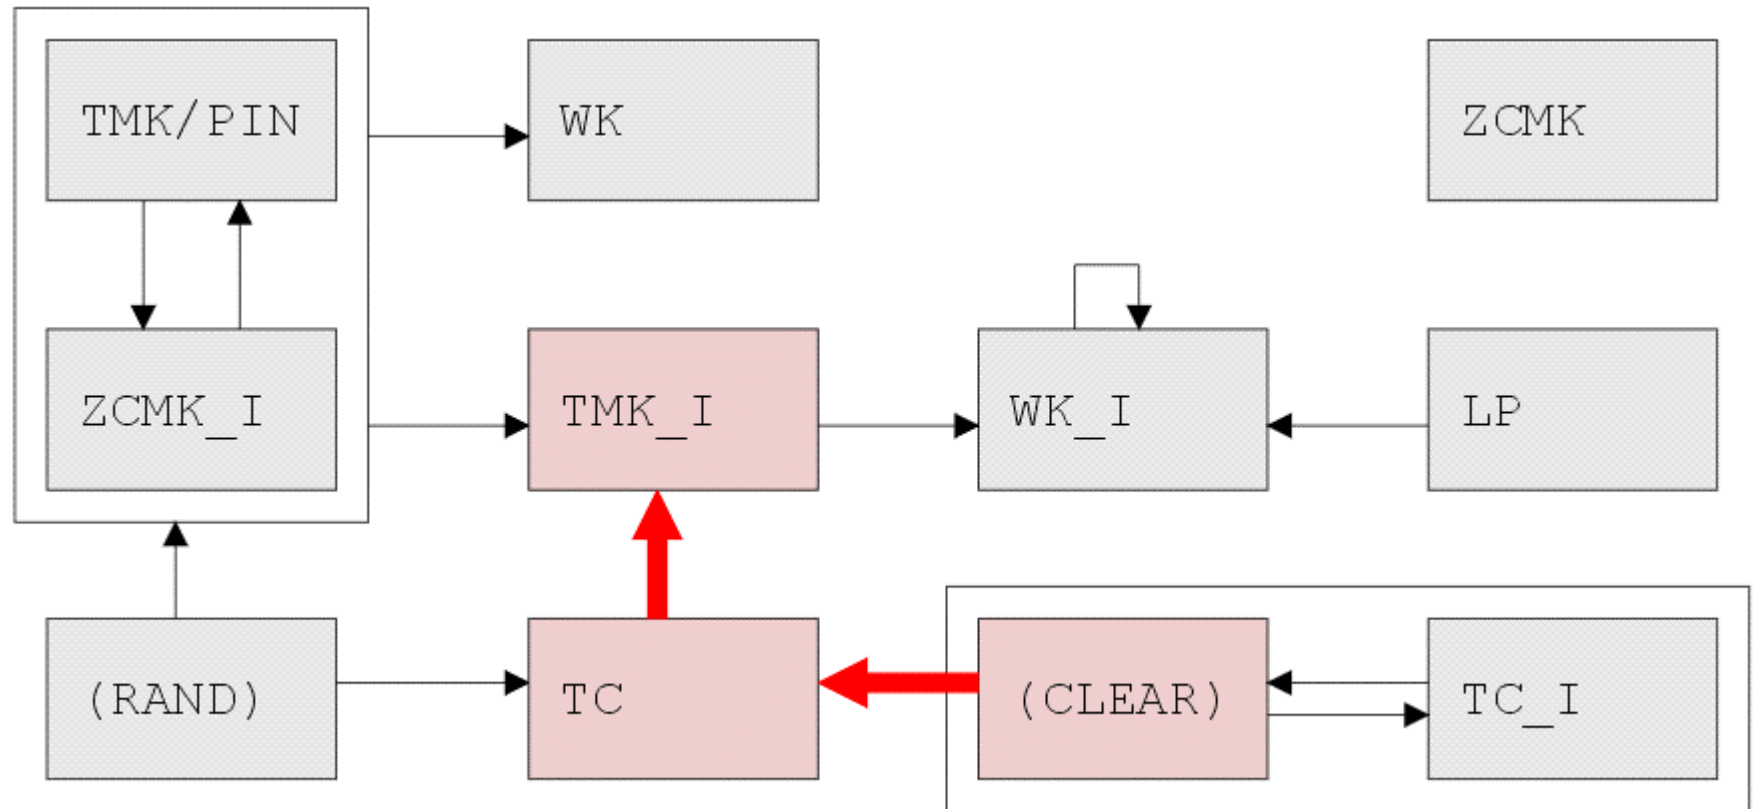 TMK/PIN
WK
ZCMK
ZCMK_I
TMK_I
WK_I
LP
(RAND)
TC
(CLEAR)
TC_I